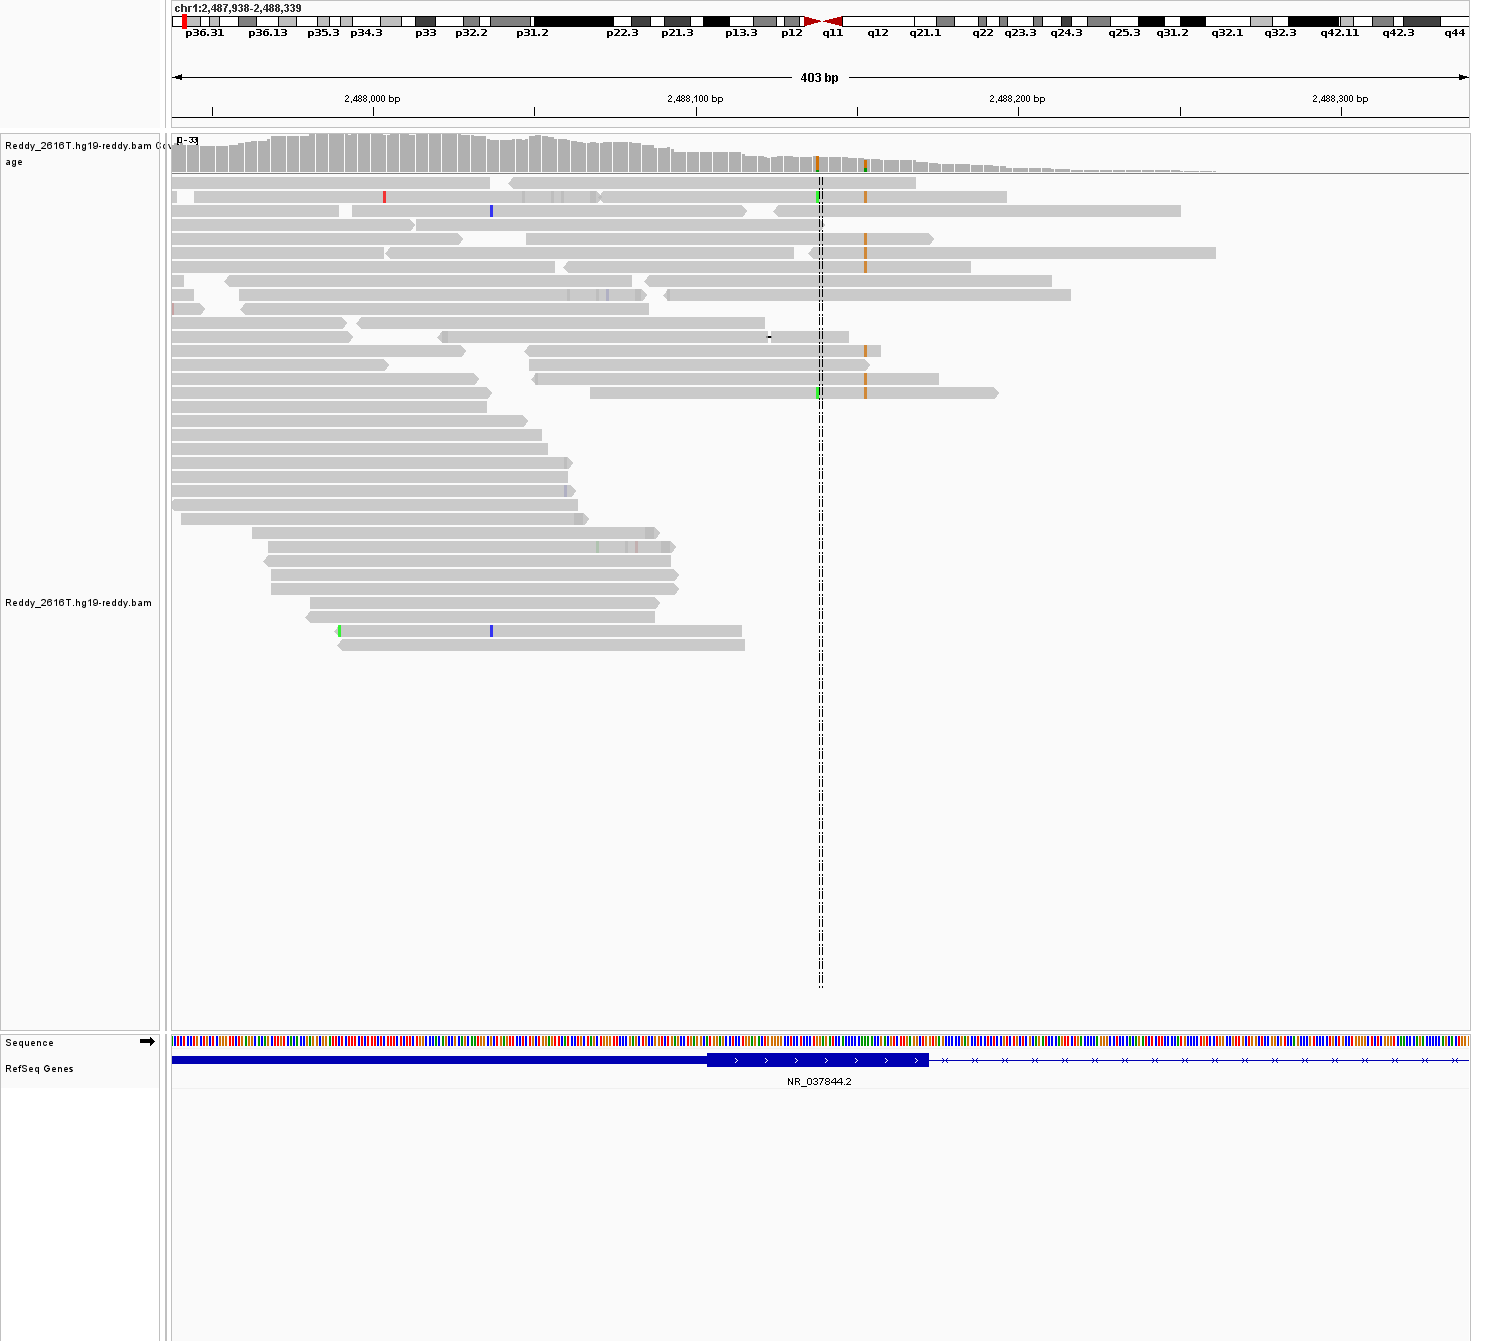 chr1:2,487,938-2,488,339
p36.31 p36.13 p35.3 p34.3 p33 p32.2 p31.2 p22.3 p21.3 p13.3 p12 q11 q12 q21.1 q22 q23.3 q24.3 q25.3 q31.2 q32.1 q32.3 q42.11 q42.3 q44
403 bp
2,488,000 bp 2,488,100 bp 2,488,200 bp 2,488,300 bp
Reddy_2616T.hg19-reddy.bam Cov
age
[0-33]
Reddy_2616T.hg19-reddy.bam
Sequence
RefSeq Genes
NR_037844.2